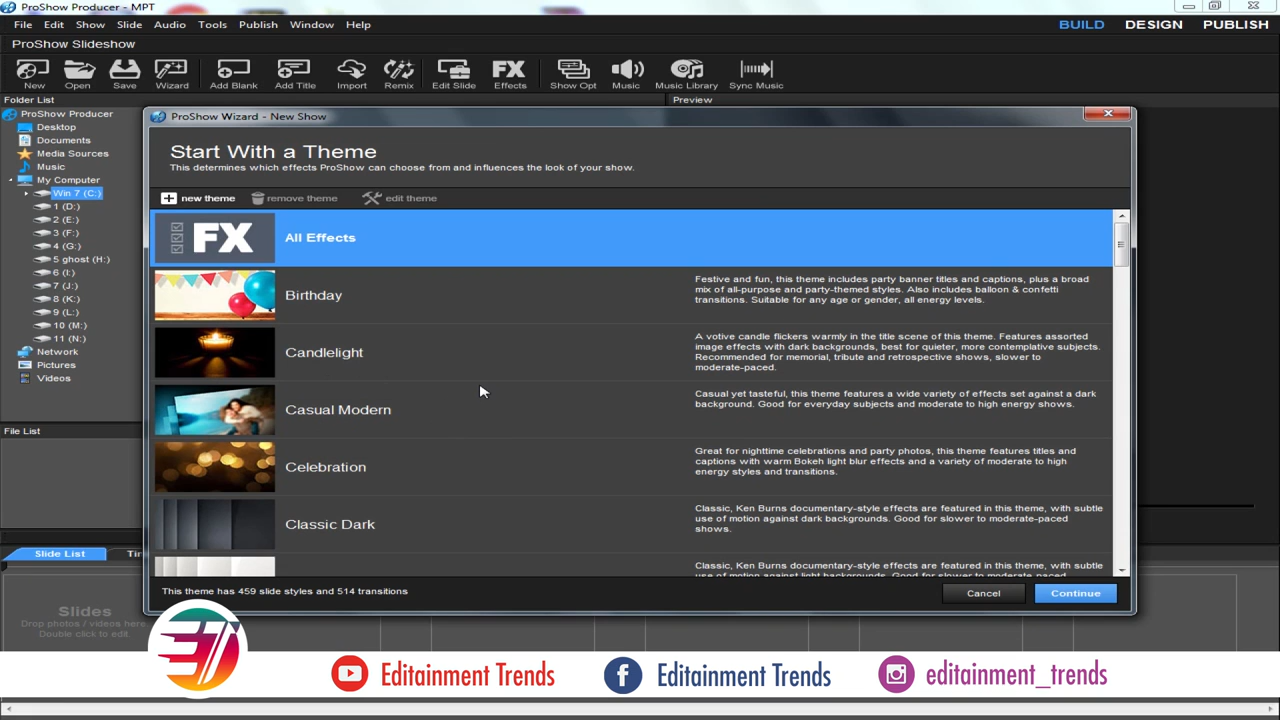 ProShow Producer - MPT
File Edit Show Slide Audio Tools Publish Window Help
BUILD DESIGN PUBLISH
ProShow Slideshow
New Open Save Wizard Add Blank Add Title Import Remix Edit Slide Effects Show Opt Music Music Library Sync Music
FX
Folder List
Preview
ProShow Producer
Desktop
Documents
Media Sources
Music
My Computer
Win 7 (C:)
1 (D:)
2 (E:)
3 (F:)
4 (G:)
5 ghost (H:)
6 (I:)
7 (J:)
8 (K:)
9 (L:)
10 (M:)
11 (N:)
Network
Pictures
Videos
File List
ProShow Wizard - New Show
Start With a Theme
This determines which effects ProShow can choose from and influences the look of your show.
new theme remove theme edit theme
FX
All Effects
Birthday
Festive and fun, this theme includes party banner titles and captions, plus a broad
mix of all-purpose and party-themed styles. Also includes balloon & confetti
transitions. Suitable for any age or gender, all energy levels.
Candlelight
A votive candle flickers warmly in the title scene of this theme. Features assorted
image effects with dark backgrounds, best for quieter, more contemplative subjects.
Recommended for memorial, tribute and retrospective shows, slower to
moderate-paced.
Casual Modern
Casual yet tasteful, this theme features a wide variety of effects set against a dark
background. Good for everyday subjects and moderate to high energy shows.
Celebration
Great for nighttime celebrations and party photos, this theme features titles and
captions with warm Bokeh light blur effects and a variety of moderate to high
energy styles and transitions.
Classic Dark
Classic, Ken Burns documentary-style effects are featured in this theme, with subtle
use of motion against dark backgrounds. Good for slower to moderate-paced
shows.
Classic, Ken Burns documentary-style effects are featured in this theme, with subtle
use of motion against light backgrounds. Good for slower to moderate-paced
This theme has 459 slide styles and 514 transitions
Cancel Continue
Slide List
Slides
Drop photos / videos here.
Double click to edit.
Editainment Trends
Editainment Trends
editainment_trends